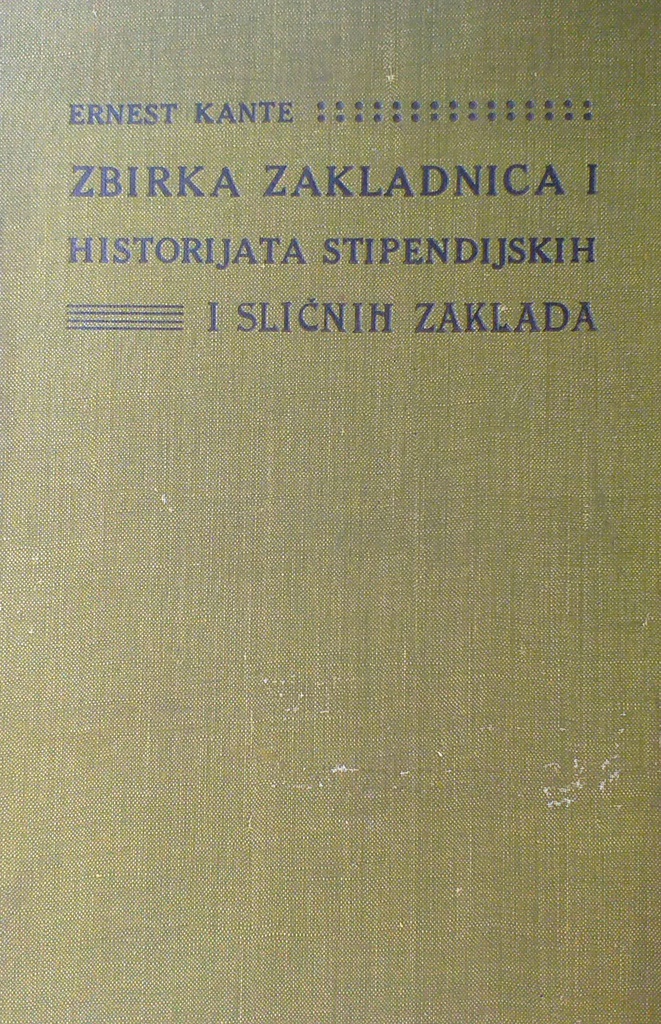 ERNEST KANTE
ZBIRKA ZAKLADNICA I
HISTORIJATA STIPENDIJSKIH
I SLIČNIH ZAKLADA